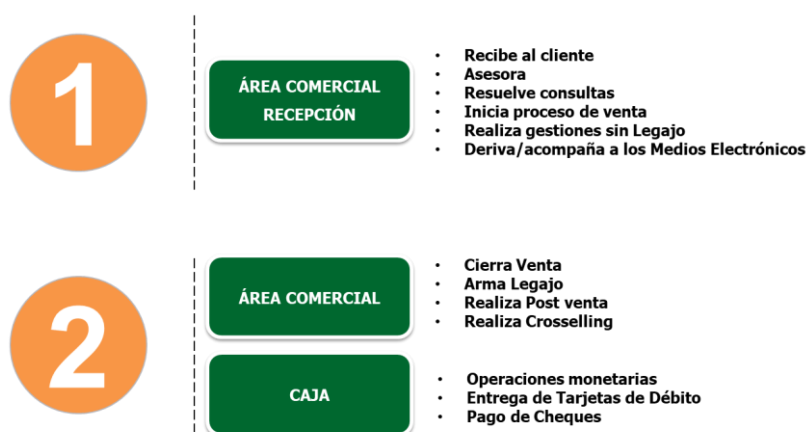 1
ÁREA COMERCIAL
RECEPCIÓN
• Recibe al cliente
• Asesora
• Resuelve consultas
• Inicia proceso de venta
• Realiza gestiones sin Legajo
• Deriva/acompaña a los Medios Electrónicos
2
ÁREA COMERCIAL
• Cierra Venta
• Arma Legajo
• Realiza Post venta
• Realiza Crosselling
CAJA
• Operaciones monetarias
• Entrega de Tarjetas de Débito
• Pago de Cheques